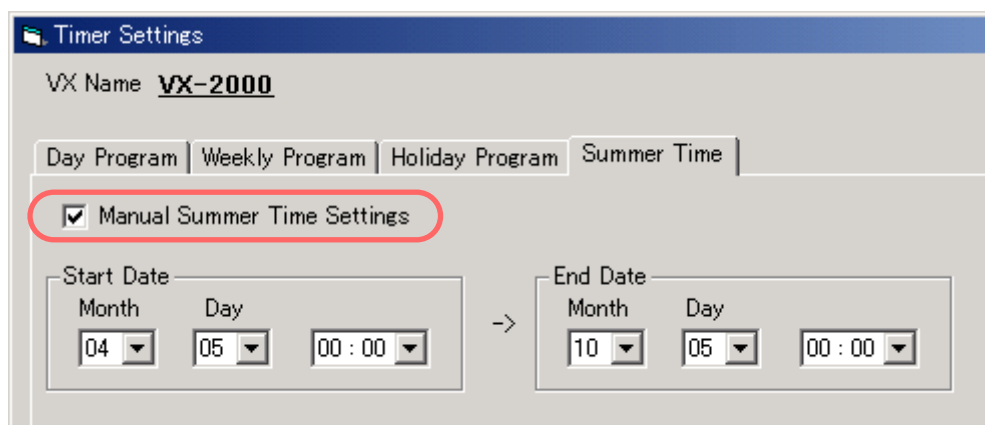 Timer Settings
VX Name VX-2000
Day Program Weekly Program Holiday Program Summer Time
Manual Summer Time Settings
Start Date End Date
Month Day -> Month Day
04 05 00 : 00 10 05 00 : 00